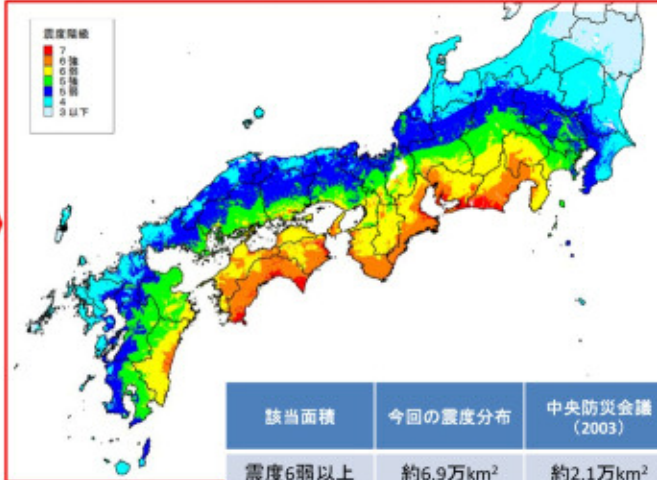 震度階級
7
6強
6弱
5強
5弱
4
3以下
該当面積
今回の震度分布
中央防災会議
（2003）
震度6弱以上
約6.9万km²
約2.1万km²